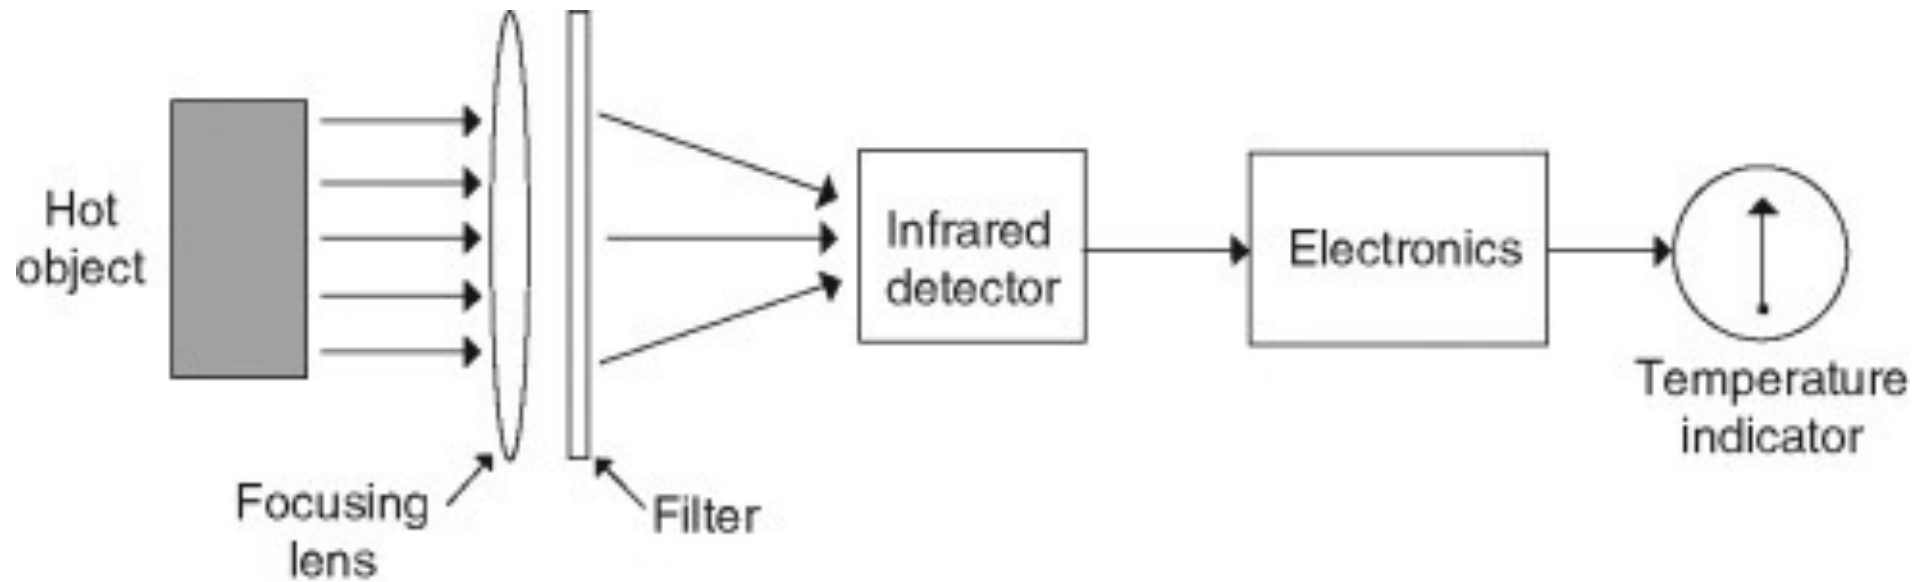 Hot
object
Focusing
lens
Filter
Infrared
detector
Electronics
Temperature
indicator